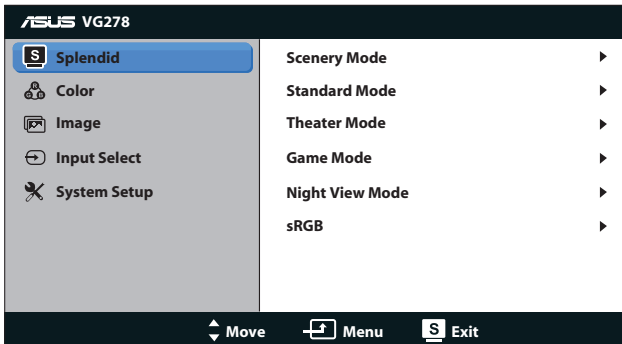 ASUS VG278
S Splendid
Color
Image
Input Select
System Setup
Scenery Mode
Standard Mode
Theater Mode
Game Mode
Night View Mode
sRGB
Move Menu S Exit